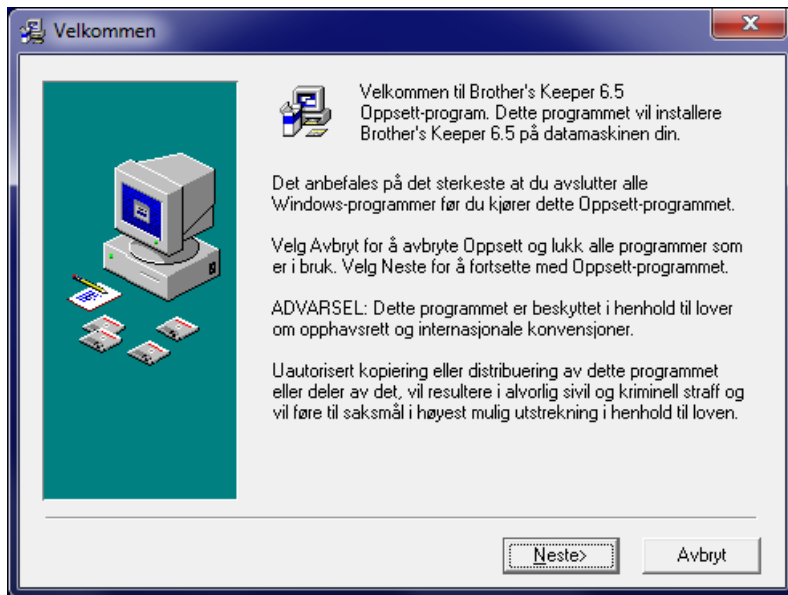 Velkommen
Velkommen til Brother's Keeper 6.5
Oppsett-program. Dette programmet vil installere
Brother's Keeper 6.5 på datamaskinen din.
Det anbefales på det sterkeste at du avslutter alle
Windows-programmer før du kjører dette Oppsett-programmet.
Velg Avbryt for å avbryte Oppsett og lukk alle programmer som
er i bruk. Velg Neste for å fortsette med Oppsett-programmet.
ADVARSEL: Dette programmet er beskyttet i henhold til lover
om opphavsrett og internasjonale konvensjoner.
Uautorisert kopiering eller distribuering av dette programmet
eller deler av det, vil resultere i alvorlig sivil og kriminell straff og
vil føre til saksmål i høyest mulig utstrekning i henhold til loven.
Neste>
Avbryt